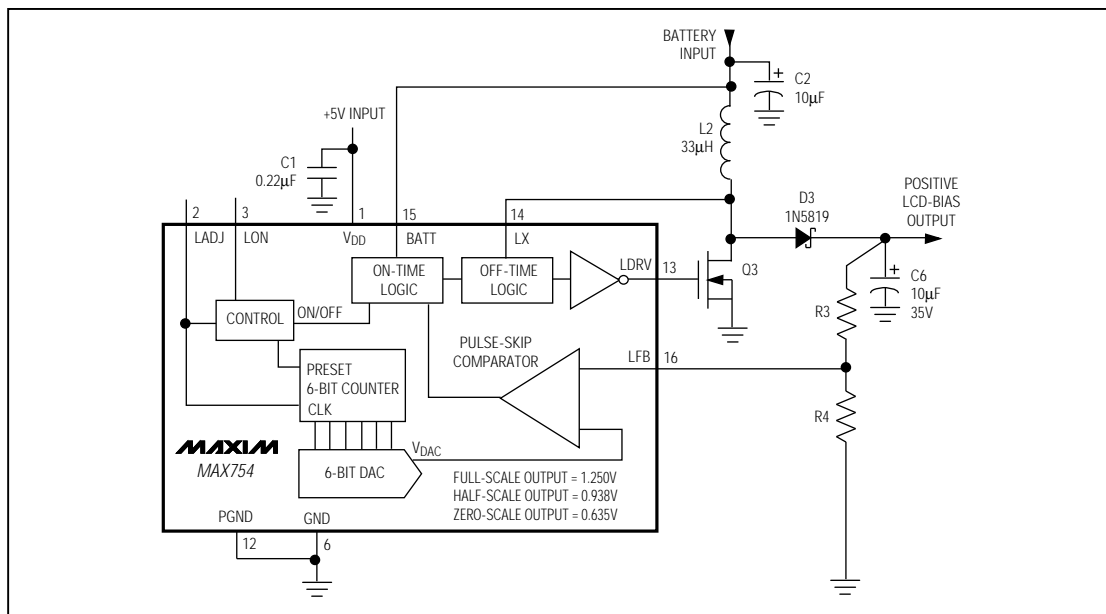 BATTERY
INPUT
C2
10µF
+5V INPUT
L2
33µH
C1
0.22µF
D3
1N5819
POSITIVE
LCD-BIAS
OUTPUT
2
3
1
15
14
LADJ
LON
VDD
BATT
LX
ON-TIME
LOGIC
OFF-TIME
LOGIC
LDRV
13
Q3
C6
10µF
35V
R3
CONTROL
ON/OFF
PULSE-SKIP
COMPARATOR
LFB
16
PRESET
6-BIT COUNTER
CLK
R4
MAXIM
MAX754
VDAC
6-BIT DAC
FULL-SCALE OUTPUT = 1.250V
HALF-SCALE OUTPUT = 0.938V
ZERO-SCALE OUTPUT = 0.635V
PGND
GND
12
6
+
+